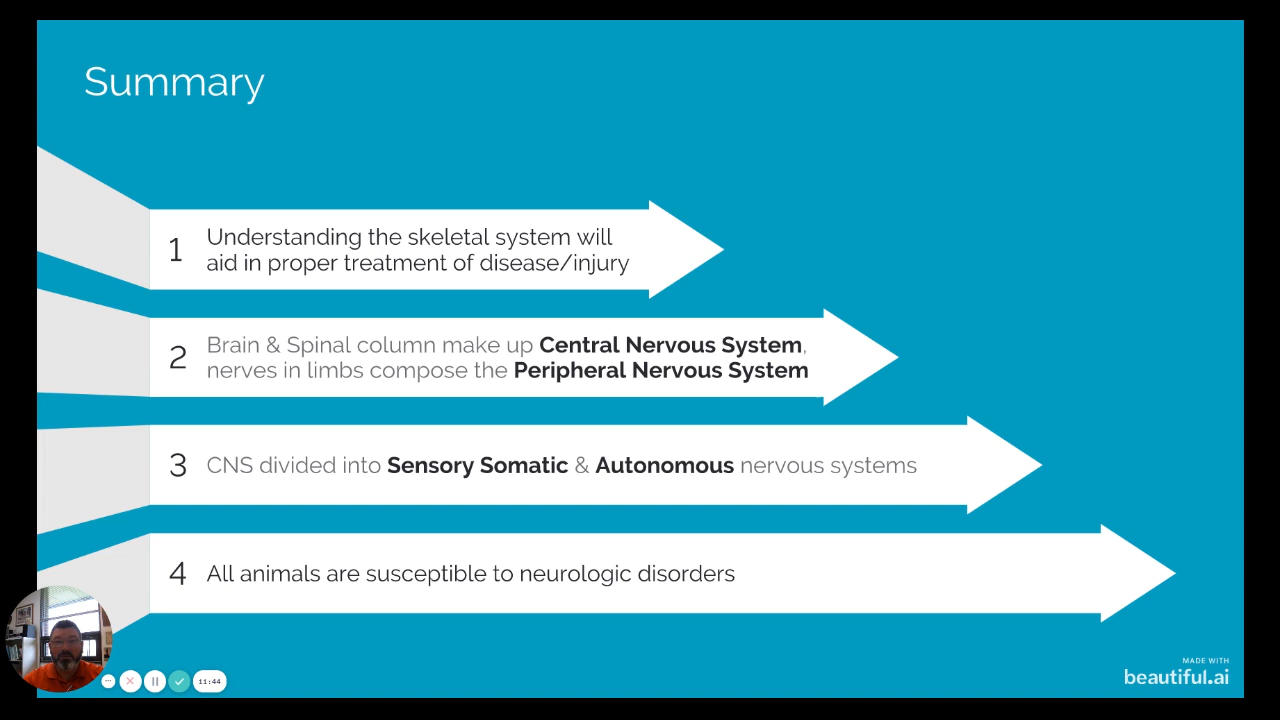 Summary
1
Understanding the skeletal system will
aid in proper treatment of disease/injury
2
Brain & Spinal column make up Central Nervous System,
nerves in limbs compose the Peripheral Nervous System
3
CNS divided into Sensory Somatic & Autonomous nervous systems
4
All animals are susceptible to neurologic disorders
11:44
MADE WITH
beautiful.ai